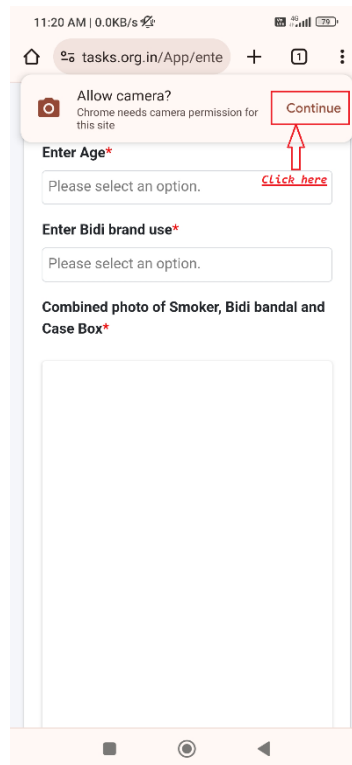 11:20 AM | 0.0KB/s
4G
79
tasks.org.in/App/ente
1
Allow camera?
Chrome needs camera permission for
this site
Continue
Enter Age*
Please select an option.
Click here
Enter Bidi brand use*
Please select an option.
Combined photo of Smoker, Bidi bandal and
Case Box*